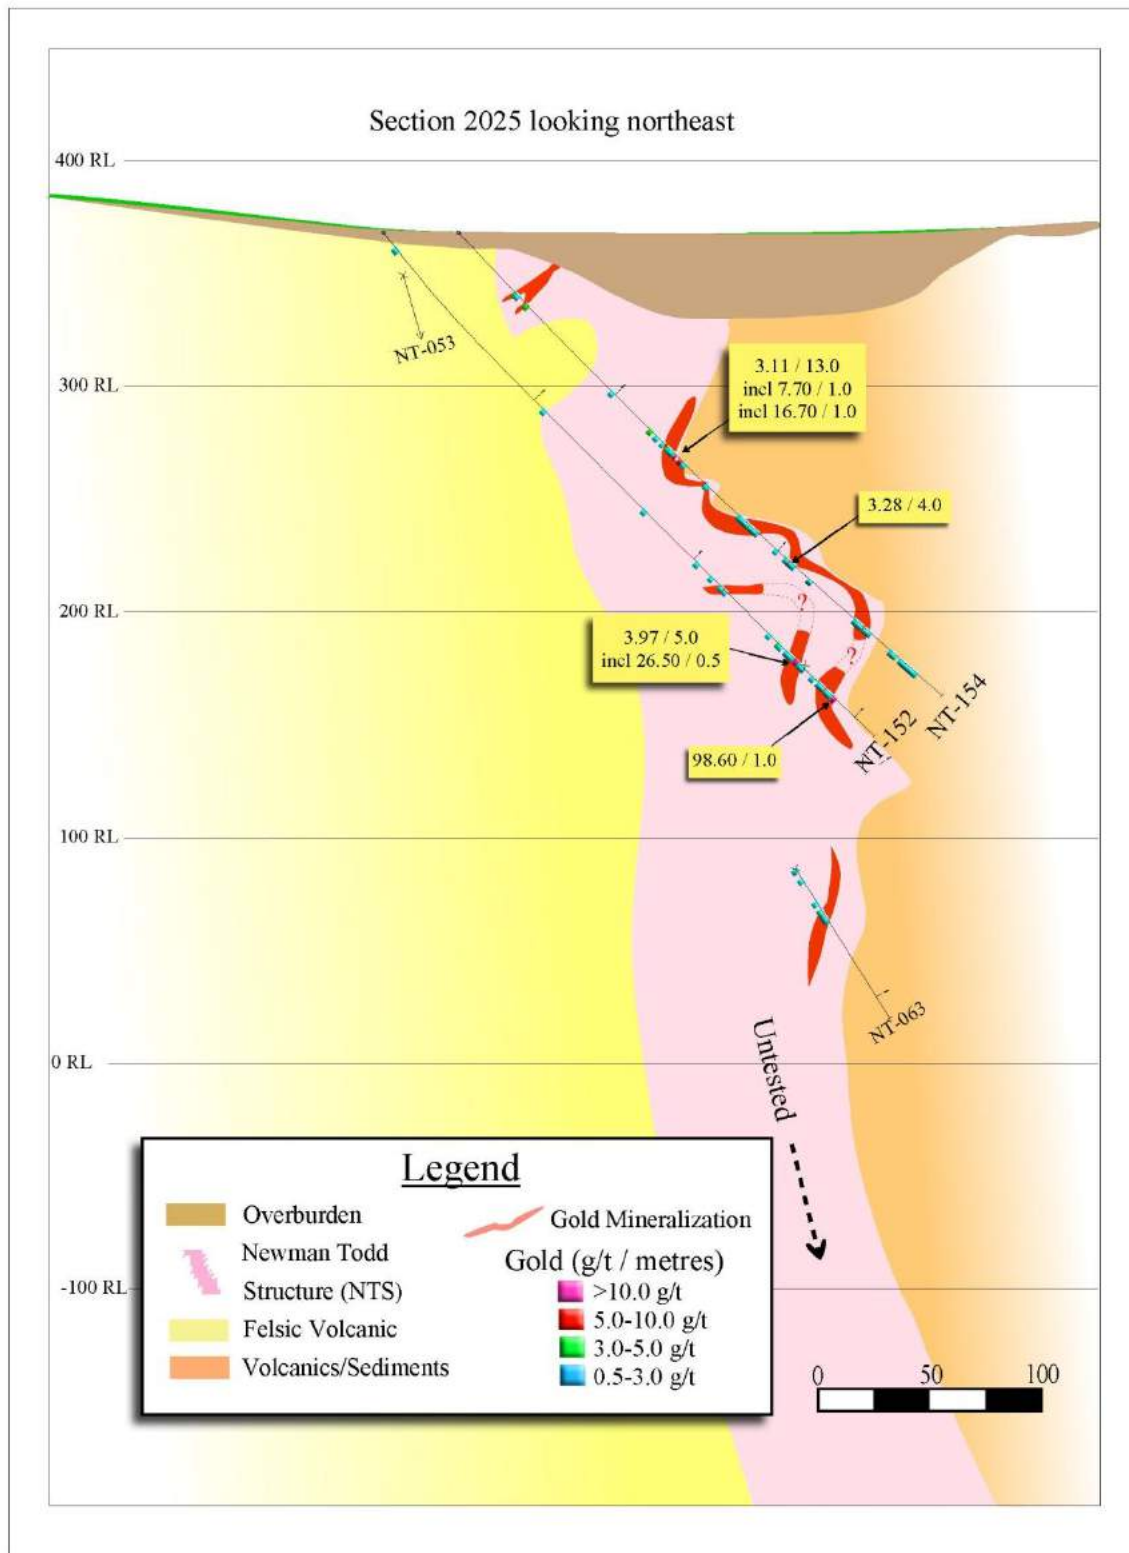 Section 2025 looking northeast
400 RL
NT-053
300 RL
3.11 / 13.0
incl 7.70 / 1.0
incl 16.70 / 1.0
3.28 / 4.0
200 RL
?
3.97 / 5.0
incl 26.50 / 0.5
?
NT-154
NT-152
98.60 / 1.0
100 RL
NT-063
0 RL
Untested
Legend
Overburden
Newman Todd
Structure (NTS)
Felsic Volcanic
Volcanics/Sediments
Gold Mineralization
Gold (g/t / metres)
>10.0 g/t
5.0-10.0 g/t
3.0-5.0 g/t
0.5-3.0 g/t
-100 RL
0 50 100